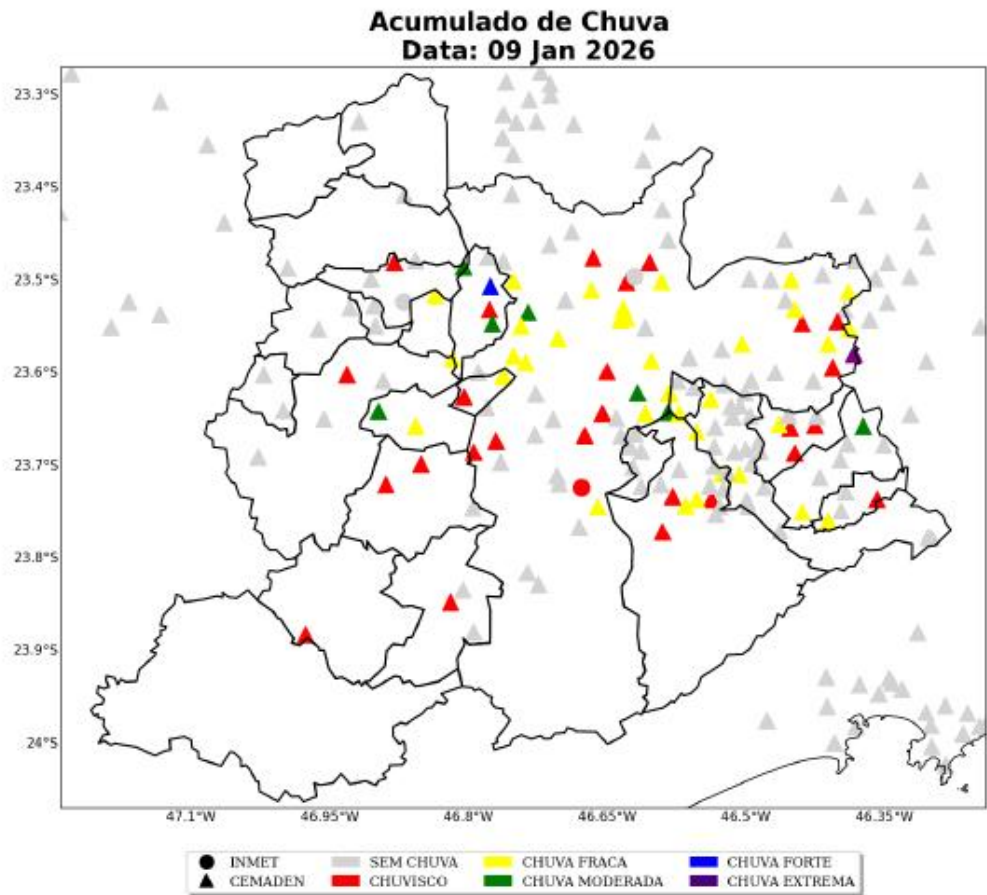 Acumulado de Chuva
Data: 09 Jan 2026
23.3°S
23.4°S
23.5°S
23.6°S
23.7°S
23.8°S
23.9°S
24°S
47.1°W 46.95°W 46.8°W 46.65°W 46.5°W 46.35°W
INMET SEM CHUVA CHUVA FRACA CHUVA FORTE
CEMADEN CHUVISCO CHUVA MODERADA CHUVA EXTREMA